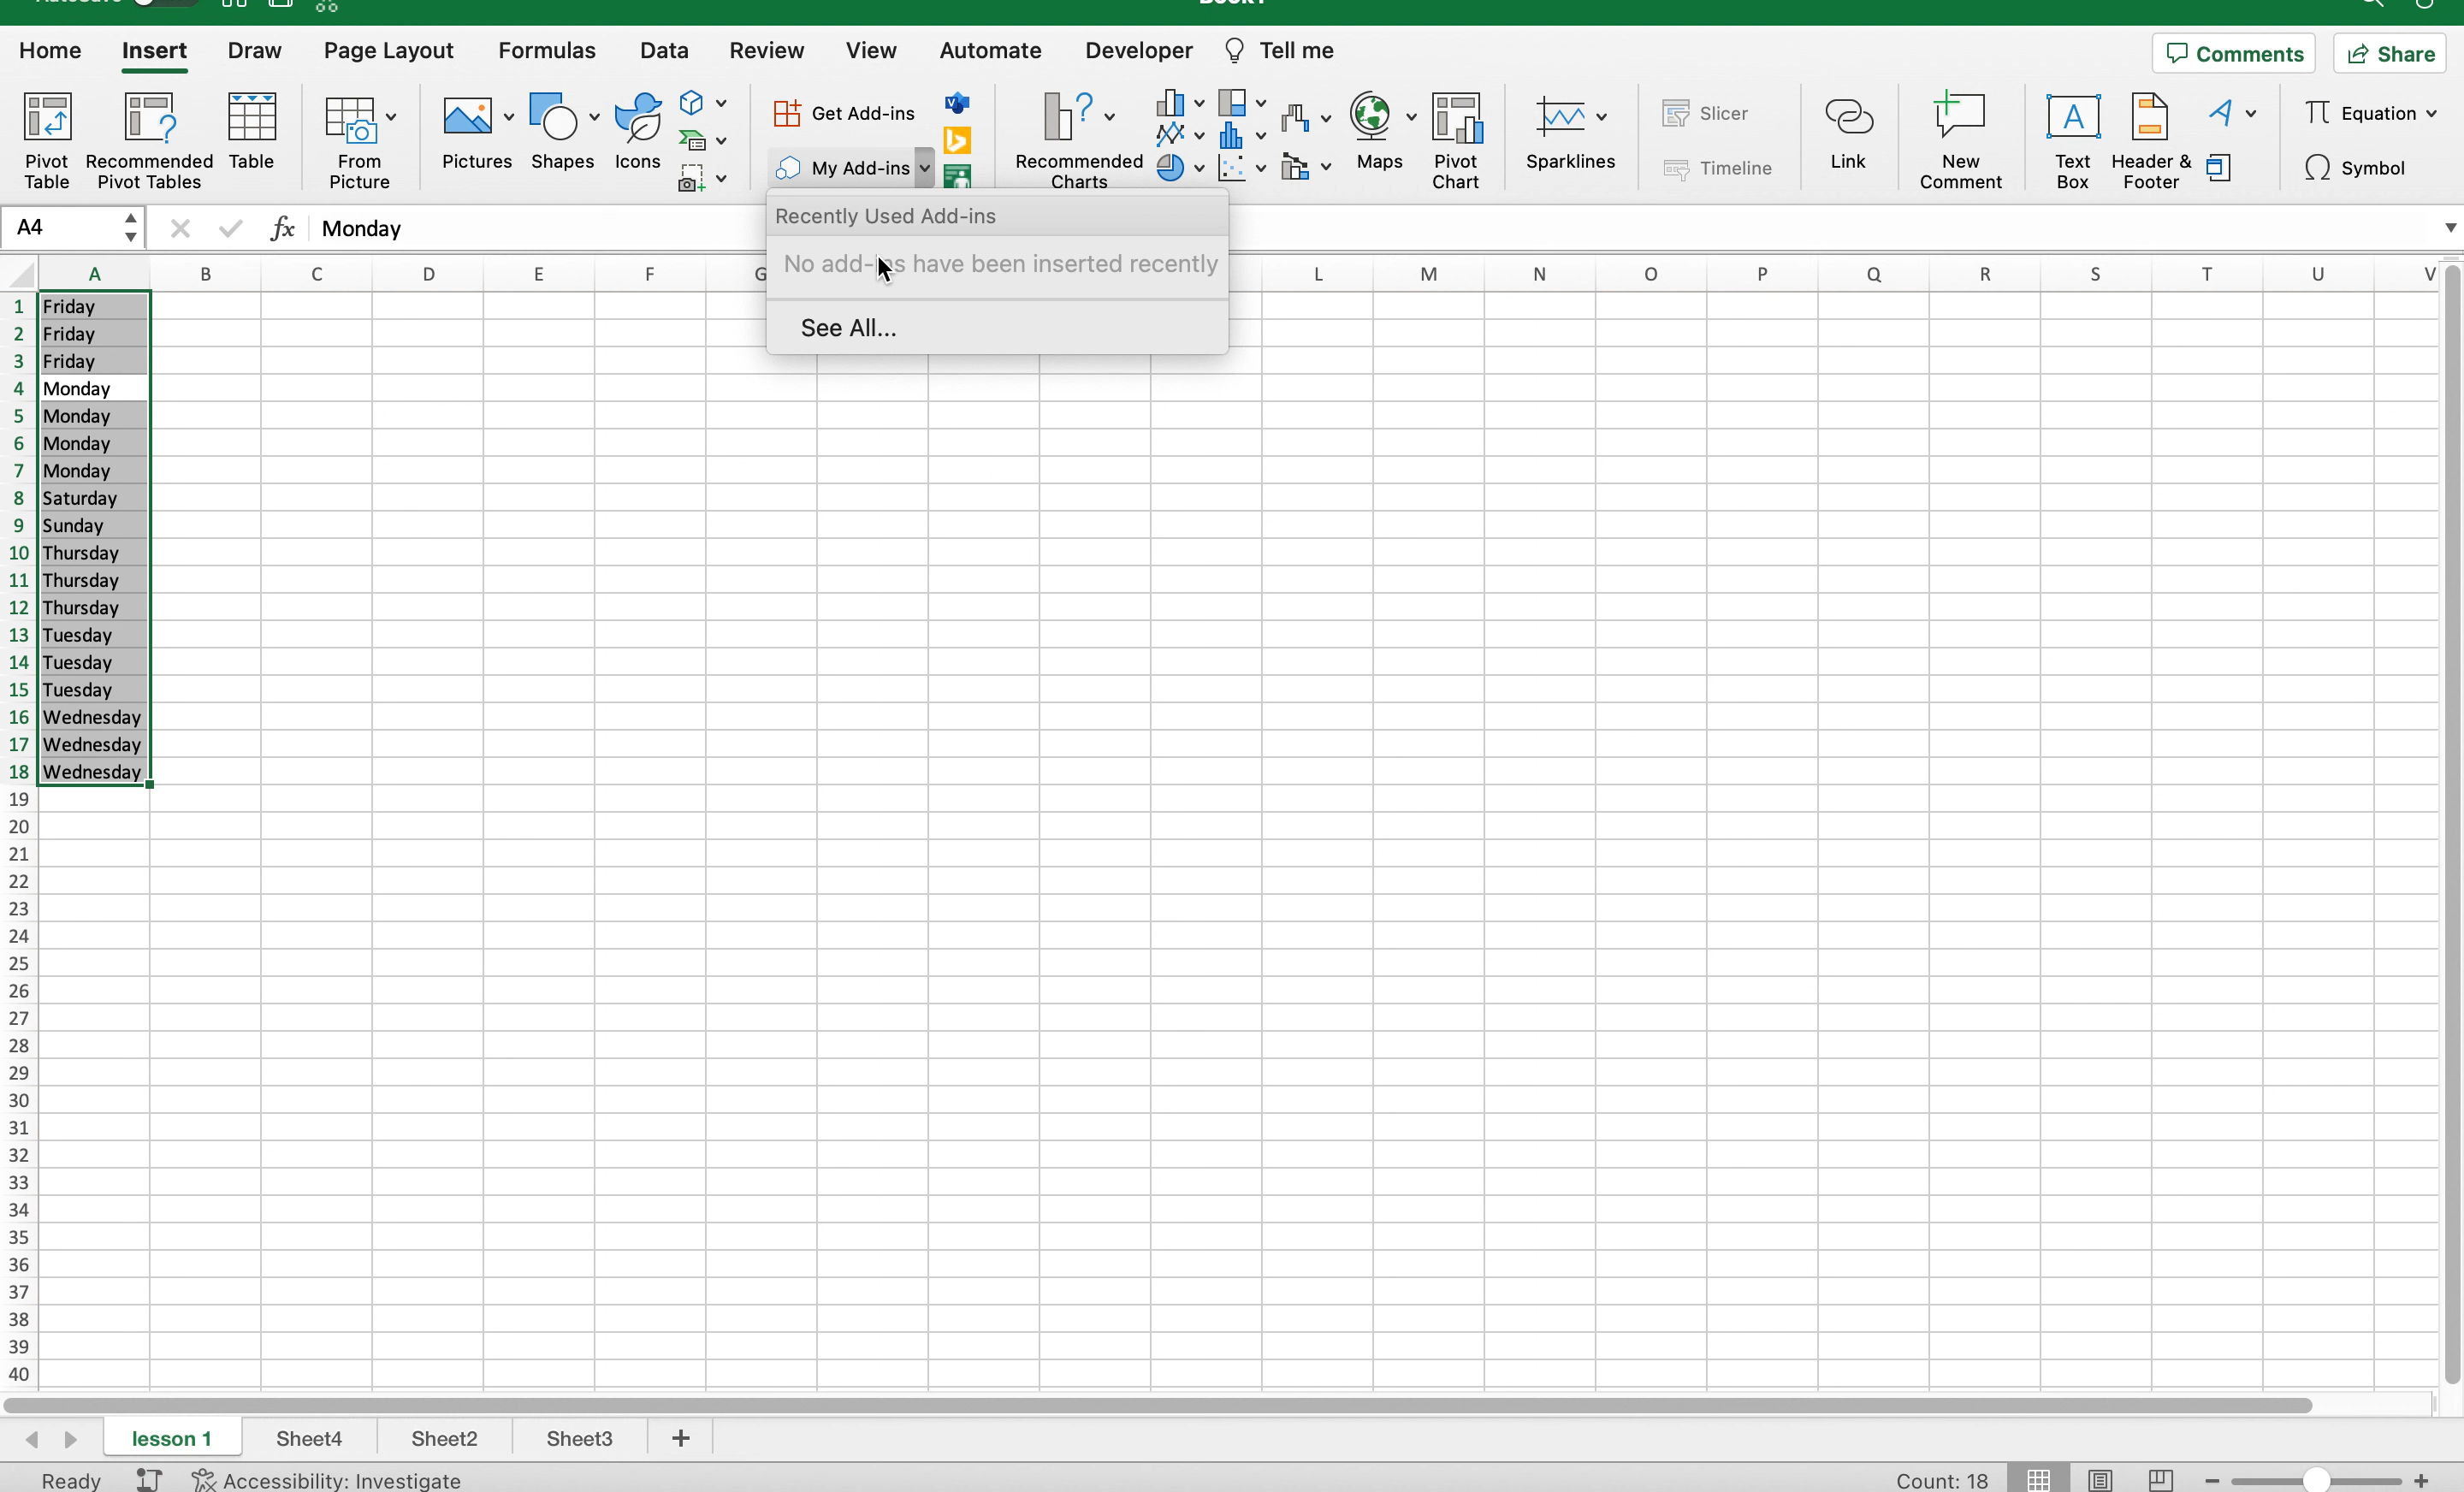 Home Insert Draw Page Layout Formulas Data Review View Automate Developer Tell me Comments Share
Pivot Table
Recommended Pivot Tables
Table
From Picture
Pictures
Shapes
Icons
Get Add-ins
My Add-ins
Recommended Charts
Maps
Pivot Chart
Sparklines
Slicer
Timeline
Link
New Comment
Text Box
Header & Footer
Equation
Symbol
A4 fx Monday
Recently Used Add-ins
No add-ins have been inserted recently
See All...
A B C D E F G L M N O P Q R S T U V
1 Friday
2 Friday
3 Friday
4 Monday
5 Monday
6 Monday
7 Monday
8 Saturday
9 Sunday
10 Thursday
11 Thursday
12 Thursday
13 Tuesday
14 Tuesday
15 Tuesday
16 Wednesday
17 Wednesday
18 Wednesday
19
20
21
22
23
24
25
26
27
28
29
30
31
32
33
34
35
36
37
38
39
40
lesson 1 Sheet4 Sheet2 Sheet3 +
Ready Accessibility: Investigate Count: 18